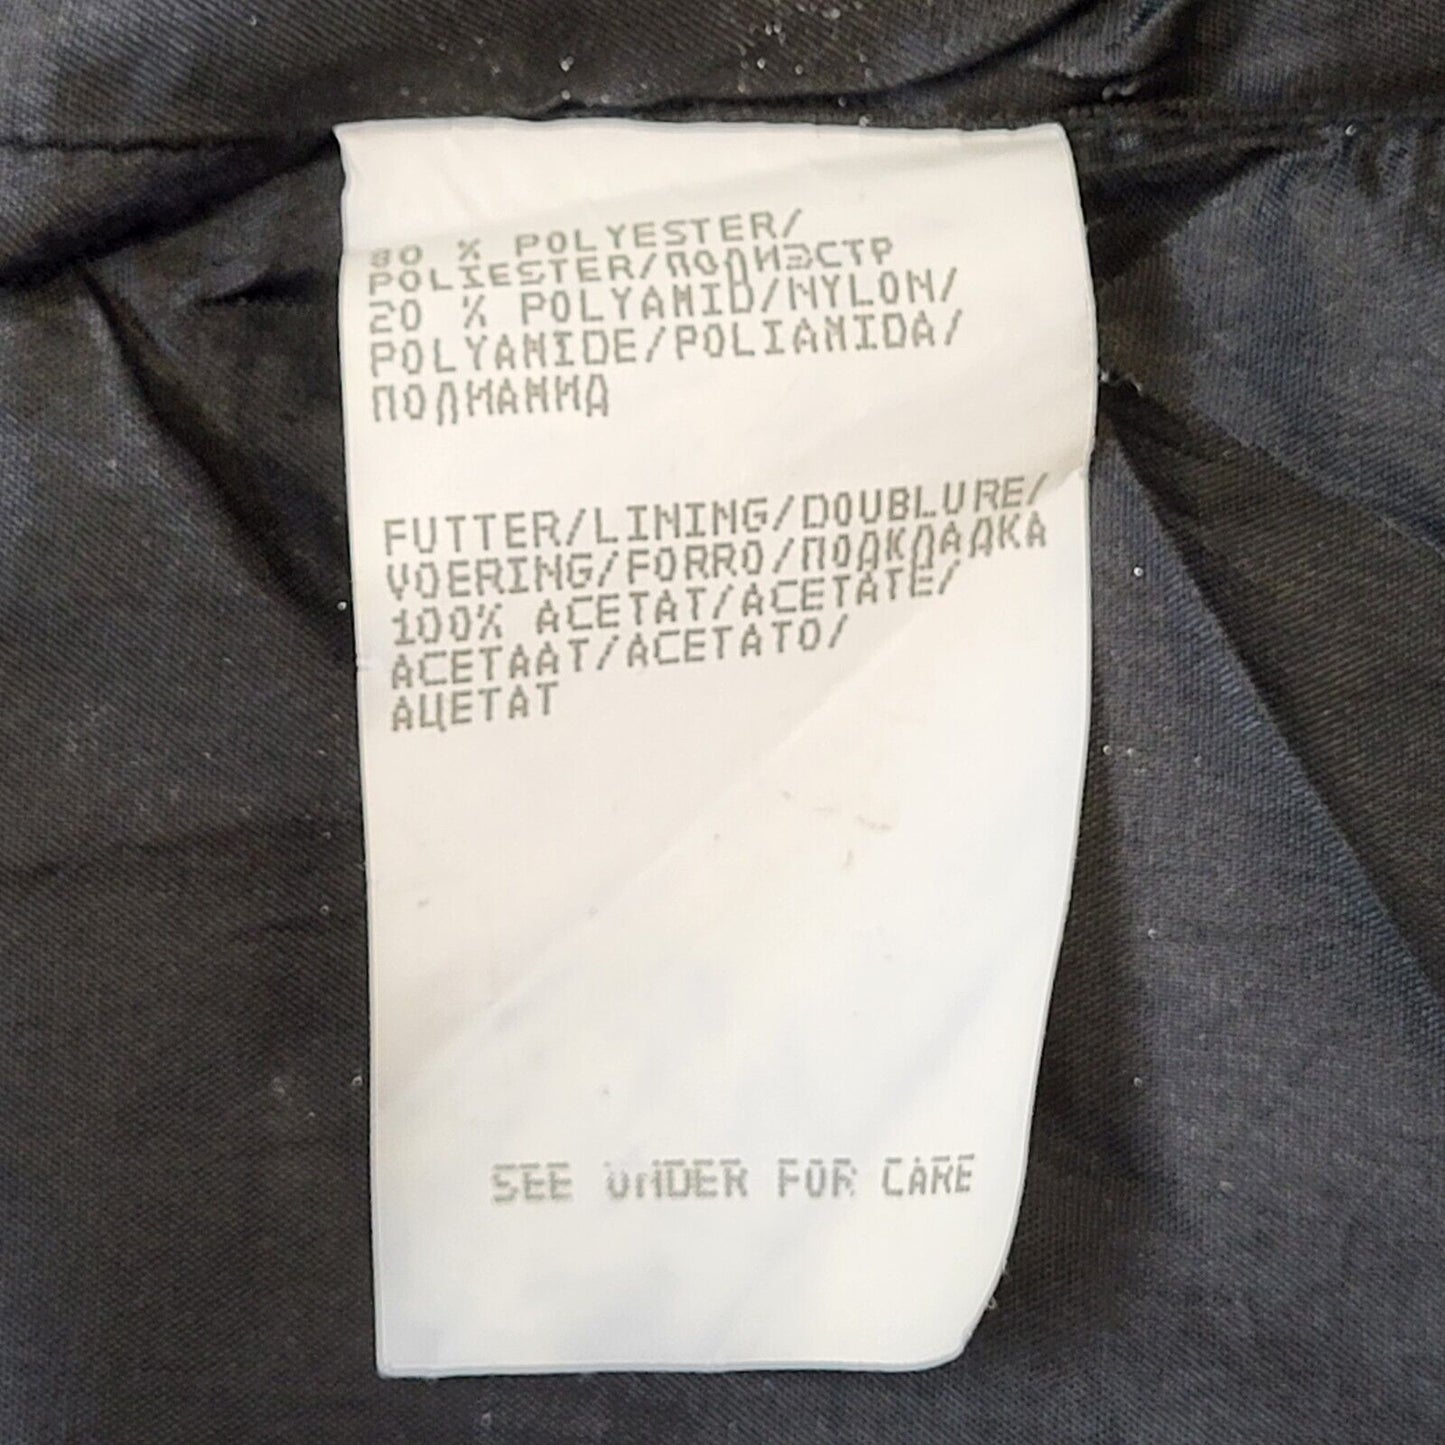 80 % POLYESTER/
POLIESTER/ПОЛИЭСТР
20 % POLYAMID/NYLON/
POLYAMIDE/POLIAMIDA/
ПОЛИАМИД
FUTTER/LINING/DOUBLURE/
VOERING/FORRO/ПОДКЛАДКА
100% ACETAT/ACETATE/
ACETAAT/ACETATO/
АЦЕТАТ
SEE UNDER FOR CARE